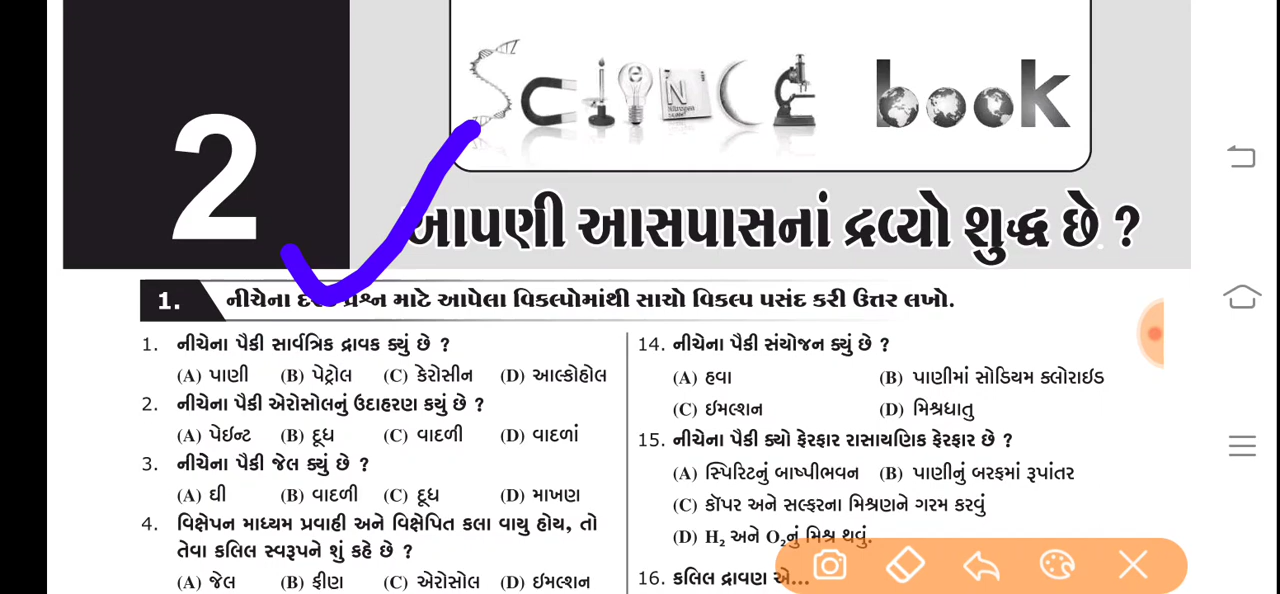 Science book
2
આપણી આસપાસનાં દ્રવ્યો શુદ્ધ છે ?
1. નીચેના પ્રશ્ન માટે આપેલા વિકલ્પોમાંથી સાચો વિકલ્પ પસંદ કરી ઉત્તર લખો.
1. નીચેના પૈકી સાર્વત્રિક દ્રાવક ક્યું છે ?
(A) પાણી (B) પેટ્રોલ (C) કેરોસીન (D) આલ્કોહોલ
2. નીચેના પૈકી એરોસોલનું ઉદાહરણ કયું છે ?
(A) પેઇન્ટ (B) દૂધ (C) વાદળી (D) વાદળાં
3. નીચેના પૈકી જેલ ક્યું છે ?
(A) ઘી (B) વાદળી (C) દૂધ (D) માખણ
4. વિક્ષેપન માધ્યમ પ્રવાહી અને વિક્ષેપિત કલા વાયુ હોય, તો
તેવા કલિલ સ્વરૂપને શું કહે છે ?
(A) જેલ (B) ફીણ (C) એરોસોલ (D) ઇમલ્શન
14. નીચેના પૈકી સંયોજન ક્યું છે ?
(A) હવા (B) પાણીમાં સોડિયમ ક્લોરાઇડ
(C) ઈમલ્શન (D) મિશ્રધાતુ
15. નીચેના પૈકી ક્યો ફેરફાર રાસાયણિક ફેરફાર છે ?
(A) સ્પિરિટનું બાષ્પીભવન (B) પાણીનું બરફમાં રૂપાંતર
(C) કૉપર અને સલ્ફરના મિશ્રણને ગરમ કરવું
(D) H₂ અને O₂નું મિશ્ર થવું.
16. કલિલ દ્રાવણ એ...